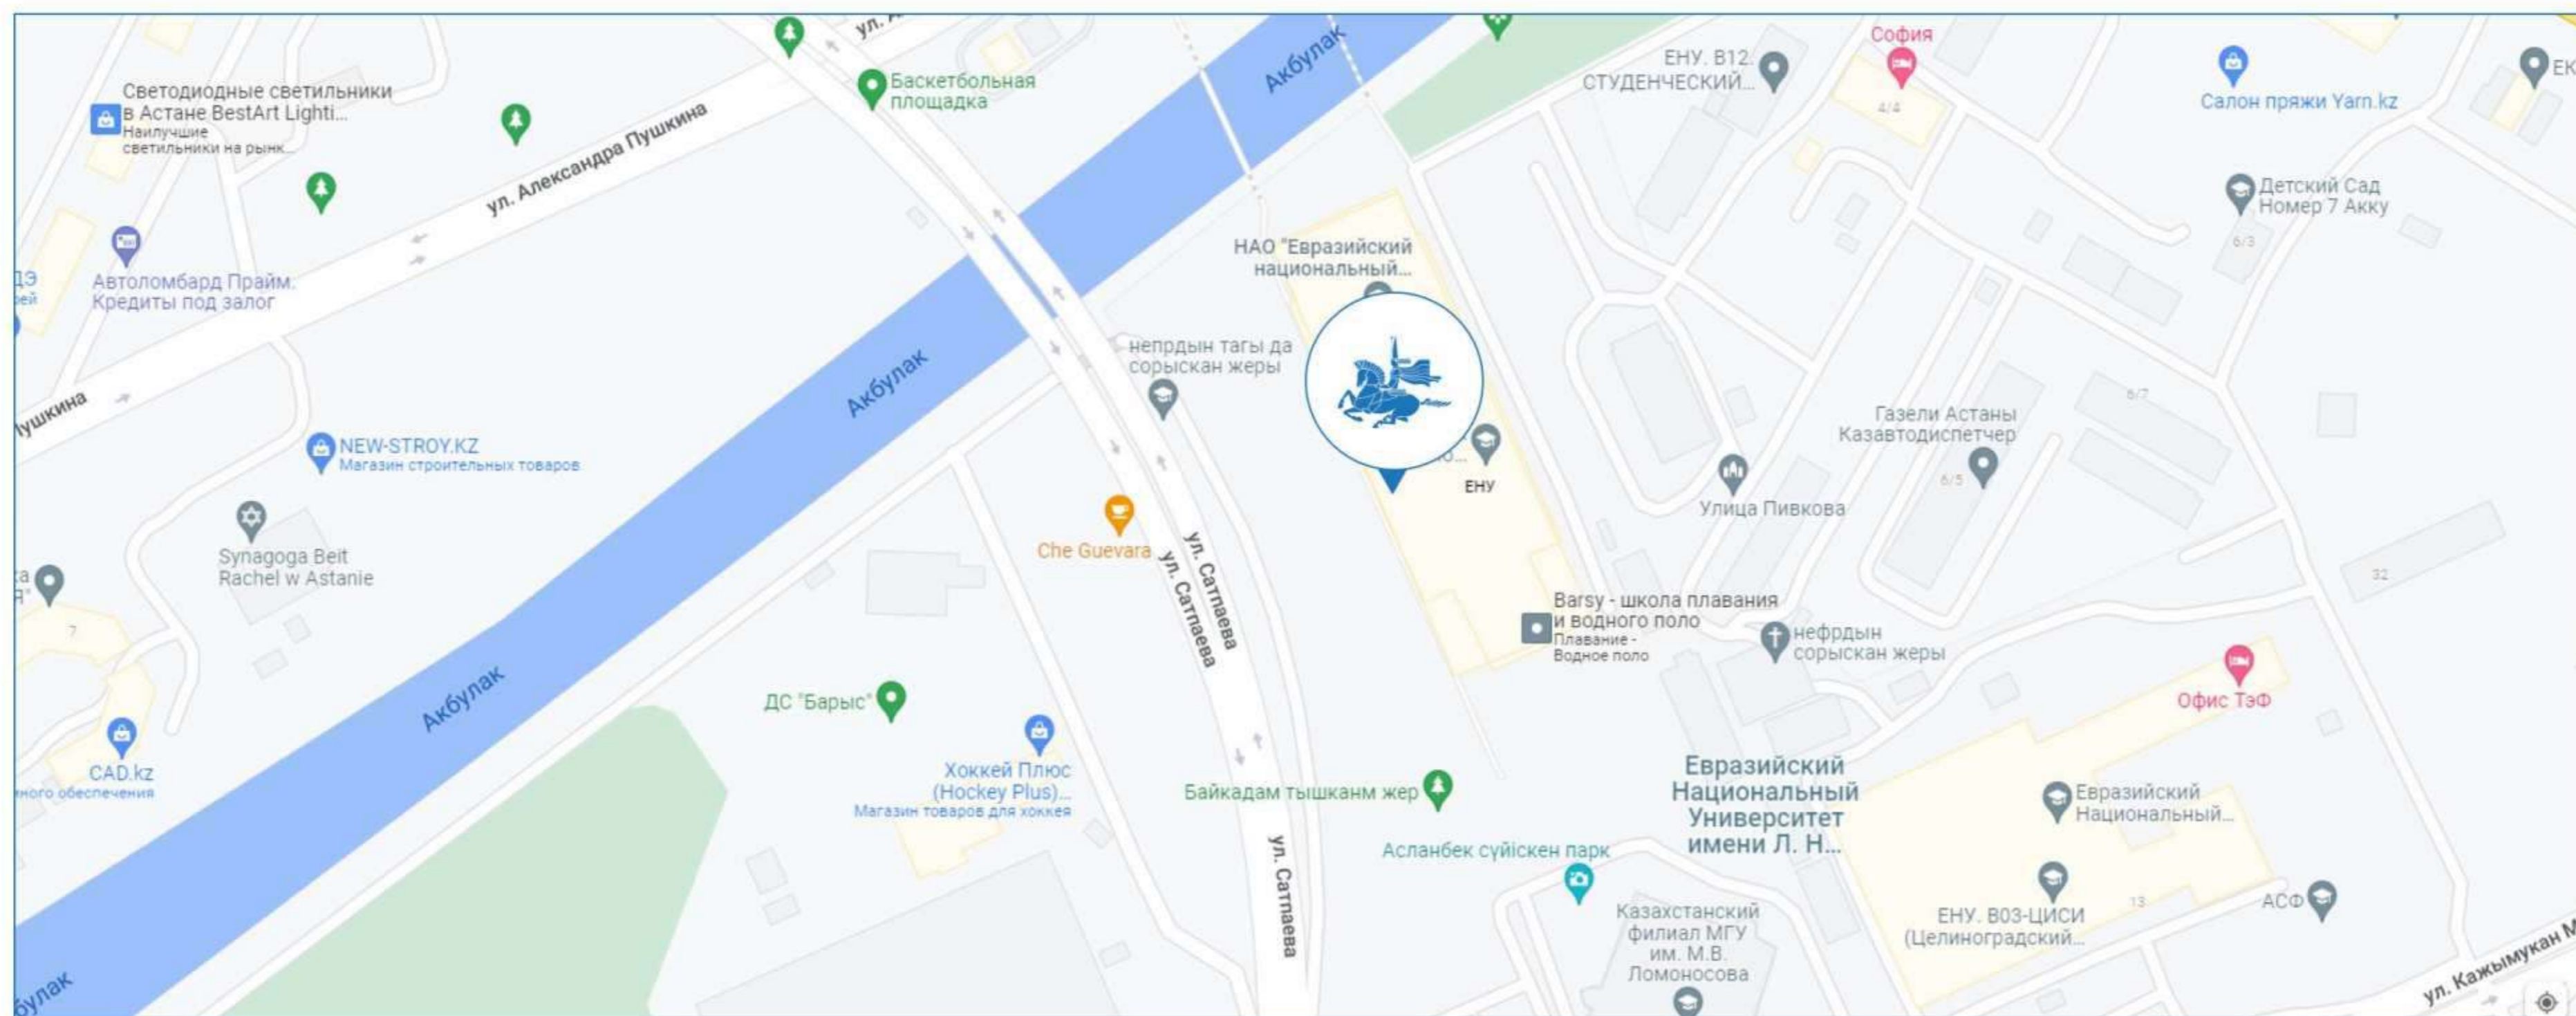 ул.
Акбулак
София
ЕНУ. В12.
СТУДЕНЧЕСКИЙ...
4/4
Светодиодные светильники
в Астане BestArt Lighti...
Наилучшие
светильники на рынк...
Баскетбольная
площадка
Салон пряжи Yarn.kz
ул. Александра Пушкина
Детский Сад
Номер 7 Акку
6/3
НАО "Евразийский
национальный...
Автоломбард Прайм.
Кредиты под залог
непрдын тагы да
сорыскан жеры
Акбулак
6/7
Газели Астаны
Казавтодиспетчер
6/5
NEW-STROY.KZ
Магазин строительных товаров
ЕНУ
Улица Пивкова
Che Guevara
ул. Сатпаева
ул. Сатпаева
Synagoga Beit
Rachel w Astanie
32
7
Barsy - школа плавания
и водного поло
Плавание -
Водное поло
нефрдын
сорыскан жеры
Акбулак
ДС "Барыс"
Офис ТэФ
CAD.kz
Хоккей Плюс
(Hockey Plus)...
Магазин товаров для хоккея
Байкадам тышканм жер
Евразийский
Национальный
Университет
имени Л. Н...
Евразийский
Национальный...
Асланбек сүйіскен парк
ул. Сатпаева
Казахстанский
филиал МГУ
им. М.В.
Ломоносова
ЕНУ. В03-ЦИСИ
(Целиноградский...
13
АСФ
ул. Кажымукан М